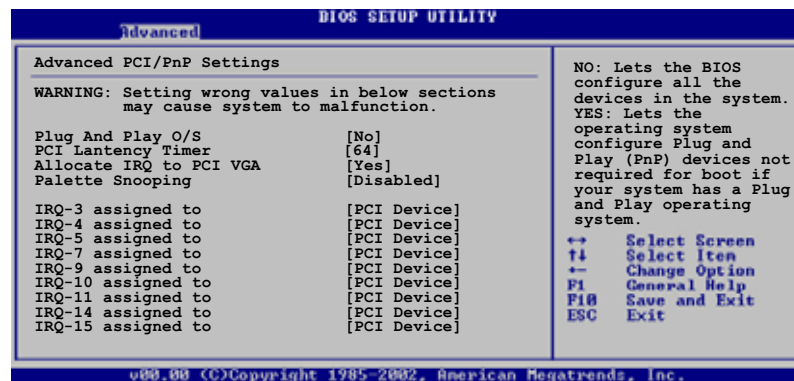 BIOS SETUP UTILITY
Advanced
Advanced PCI/PnP Settings
WARNING: Setting wrong values in below sections
may cause system to malfunction.
Plug And Play O/S [No]
PCI Lantency Timer [64]
Allocate IRQ to PCI VGA [Yes]
Palette Snooping [Disabled]
IRQ-3 assigned to [PCI Device]
IRQ-4 assigned to [PCI Device]
IRQ-5 assigned to [PCI Device]
IRQ-7 assigned to [PCI Device]
IRQ-9 assigned to [PCI Device]
IRQ-10 assigned to [PCI Device]
IRQ-11 assigned to [PCI Device]
IRQ-14 assigned to [PCI Device]
IRQ-15 assigned to [PCI Device]
NO: Lets the BIOS
configure all the
devices in the system.
YES: Lets the
operating system
configure Plug and
Play (PnP) devices not
required for boot if
your system has a Plug
and Play operating
system.
↔ Select Screen
↑↓ Select Item
+- Change Option
F1 General Help
F10 Save and Exit
ESC Exit
v00.00 (C)Copyright 1985-2002, American Megatrends, Inc.